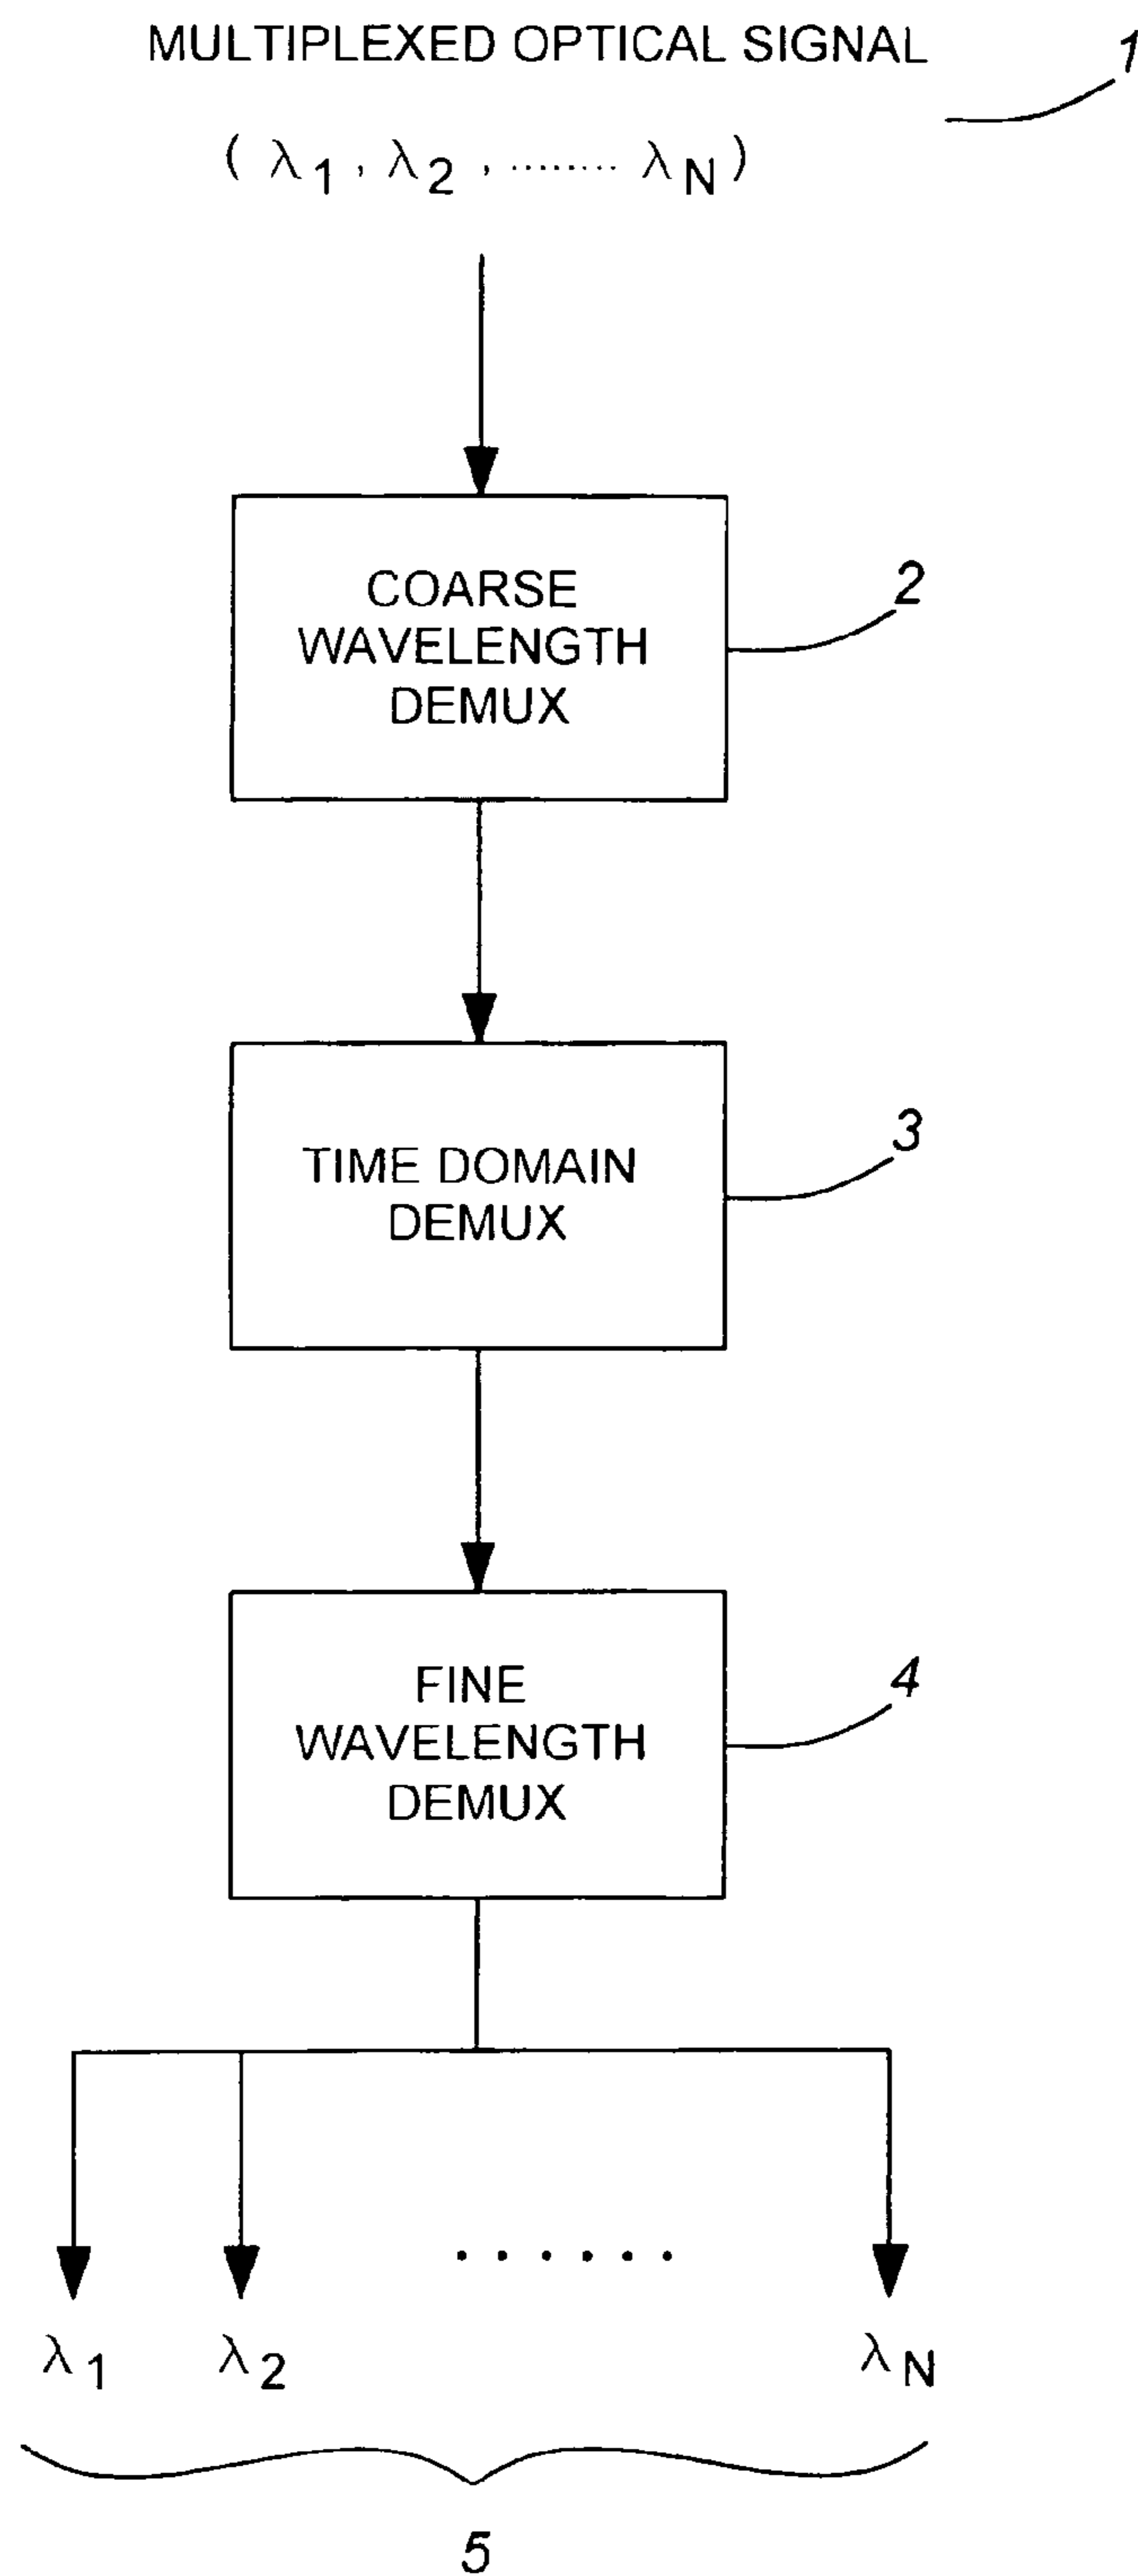 MULTIPLEXED OPTICAL SIGNAL
1
( λ1 , λ2 , ........ λN )
COARSE
WAVELENGTH
DEMUX
2
TIME DOMAIN
DEMUX
3
FINE
WAVELENGTH
DEMUX
4
. . . . . .
λ1 λ2 λN
5